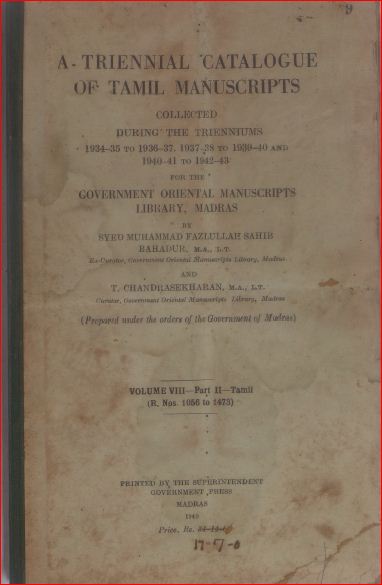 9
A TRIENNIAL CATALOGUE
OF TAMIL MANUSCRIPTS
COLLECTED
DURING THE TRIENNIUMS
1934-35 TO 1936-37, 1937-38 TO 1939-40 AND
1940-41 TO 1942-43
FOR THE
GOVERNMENT ORIENTAL MANUSCRIPTS
LIBRARY, MADRAS
BY
SYED MUHAMMAD FAZLULLAH SAHIB
BAHADUR, M.A., L.T.
Ex-Curator, Government Oriental Manuscripts Library, Madras
AND
T. CHANDRASEKHARAN, M.A., L.T.
Curator, Government Oriental Manuscripts Library, Madras
(Prepared under the orders of the Government of Madras)
VOLUME VIII—PART II—Tamil
(R. Nos. 1056 to 1473)
PRINTED BY THE SUPERINTENDENT
GOVERNMENT PRESS
MADRAS
1949
Price, Rs.
17-7-0